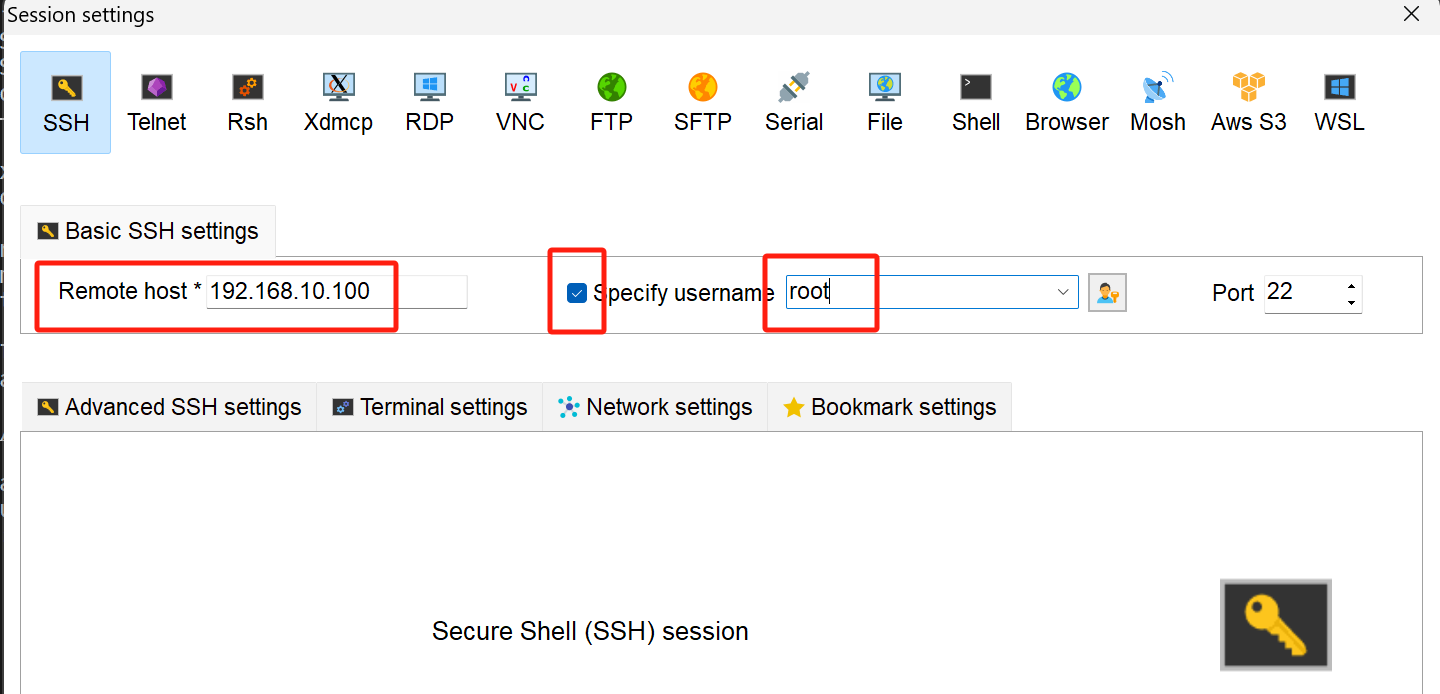 Session settings
SSH Telnet Rsh Xdmcp RDP VNC FTP SFTP Serial File Shell Browser Mosh Aws S3 WSL
Basic SSH settings
Remote host * 192.168.10.100 Specify username root Port 22
Advanced SSH settings Terminal settings Network settings Bookmark settings
Secure Shell (SSH) session